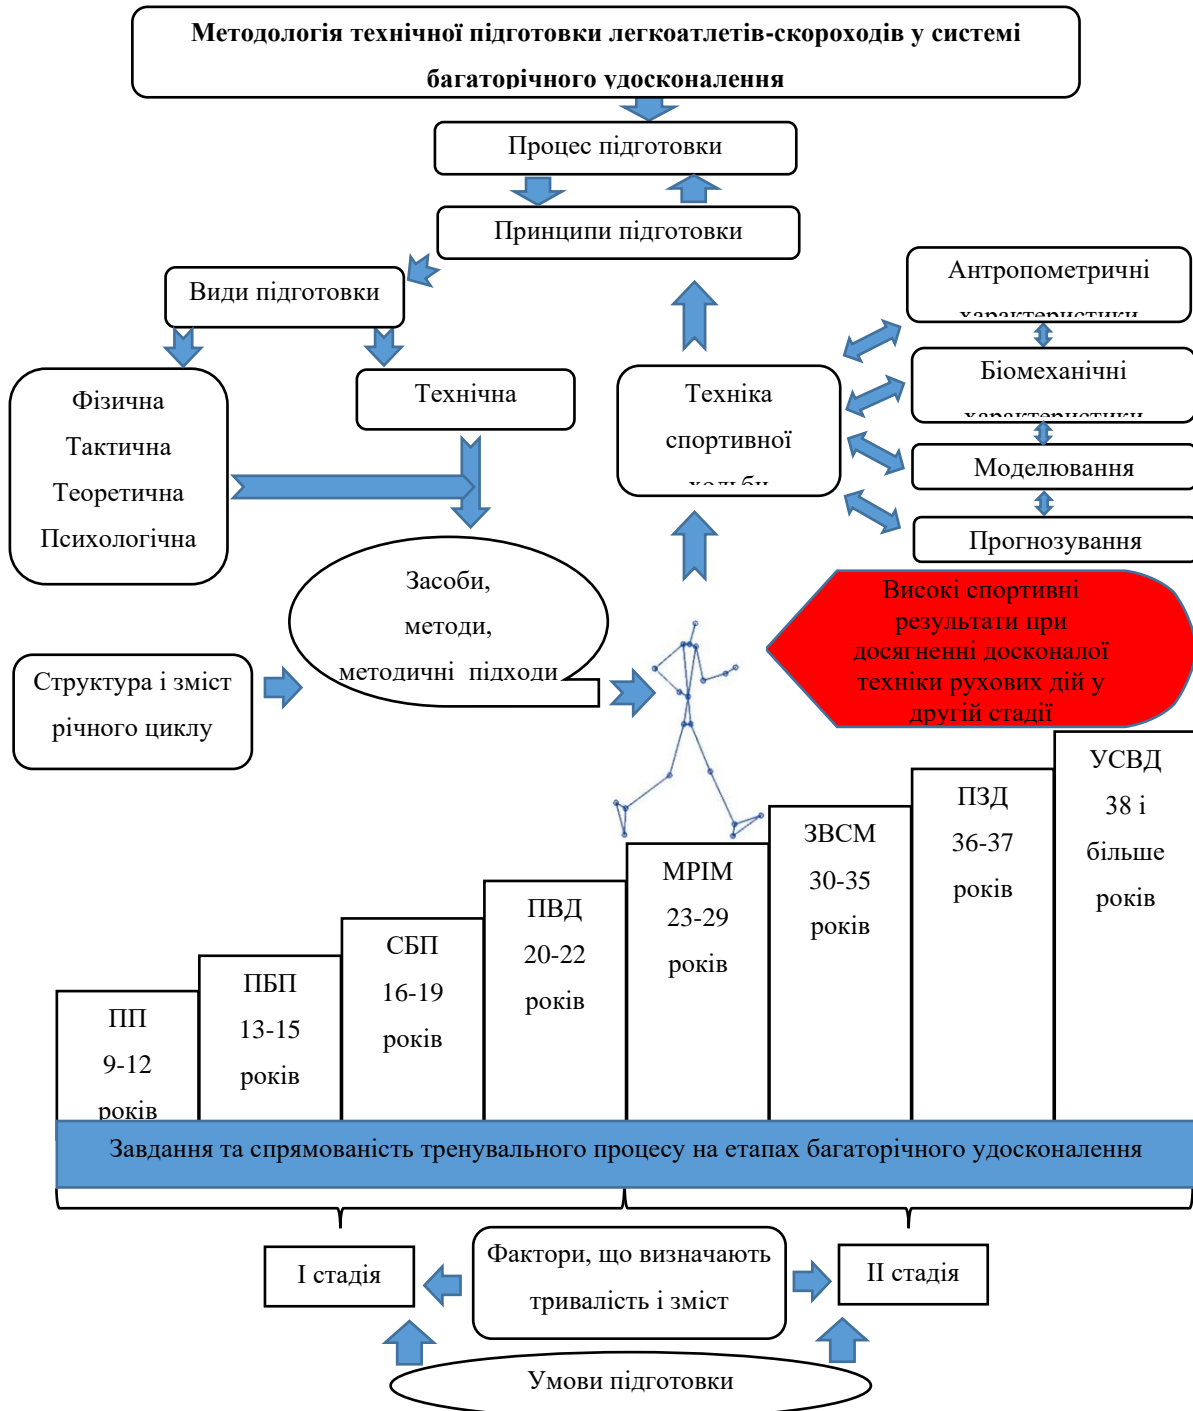 Методологія технічної підготовки легкоатлетів-скороходів у системі
багаторічного удосконалення
Процес підготовки
Принципи підготовки
Види підготовки
Фізична
Тактична
Теоретична
Психологічна
Технічна
Техніка
спортивної
ходьби
Антропометричні
характеристики
Біомеханічні
характеристики
Моделювання
Прогнозування
Засоби,
методи,
методичні підходи
Структура і зміст
річного циклу
Високі спортивні
результати при
досягненні досконалої
техніки рухових дій у
другій стадії
ПП
9-12
років
ПБП
13-15
років
СБП
16-19
років
ПВД
20-22
років
МРІМ
23-29
років
ЗВСМ
30-35
років
ПЗД
36-37
років
УСВД
38 і
більше
років
Завдання та спрямованість тренувального процесу на етапах багаторічного удосконалення
I стадія
Фактори, що визначають
тривалість і зміст
II стадія
Умови підготовки